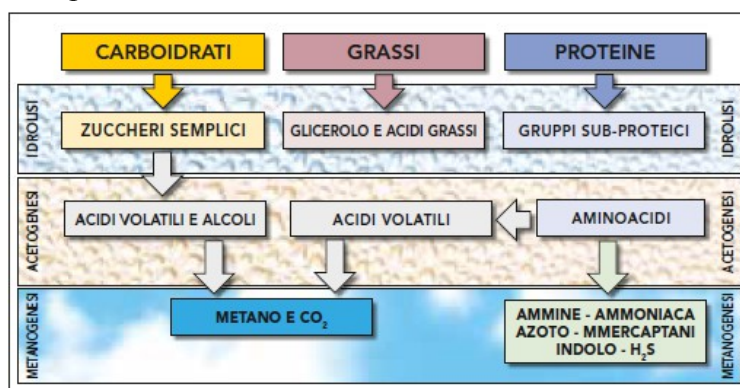 CARBOIDRATI
GRASSI
PROTEINE
IDROLISI
ZUCCHERI SEMPLICI
GLICEROLO E ACIDI GRASSI
GRUPPI SUB-PROTEICI
IDROLISI
ACETOGENESI
ACIDI VOLATILI E ALCOLI
ACIDI VOLATILI
AMINOACIDI
ACETOGENESI
METANOGENESI
METANO E CO₂
AMMINE - AMMONIACA
AZOTO - MMERCAPTANI
INDOLO - H₂S
METANOGENESI